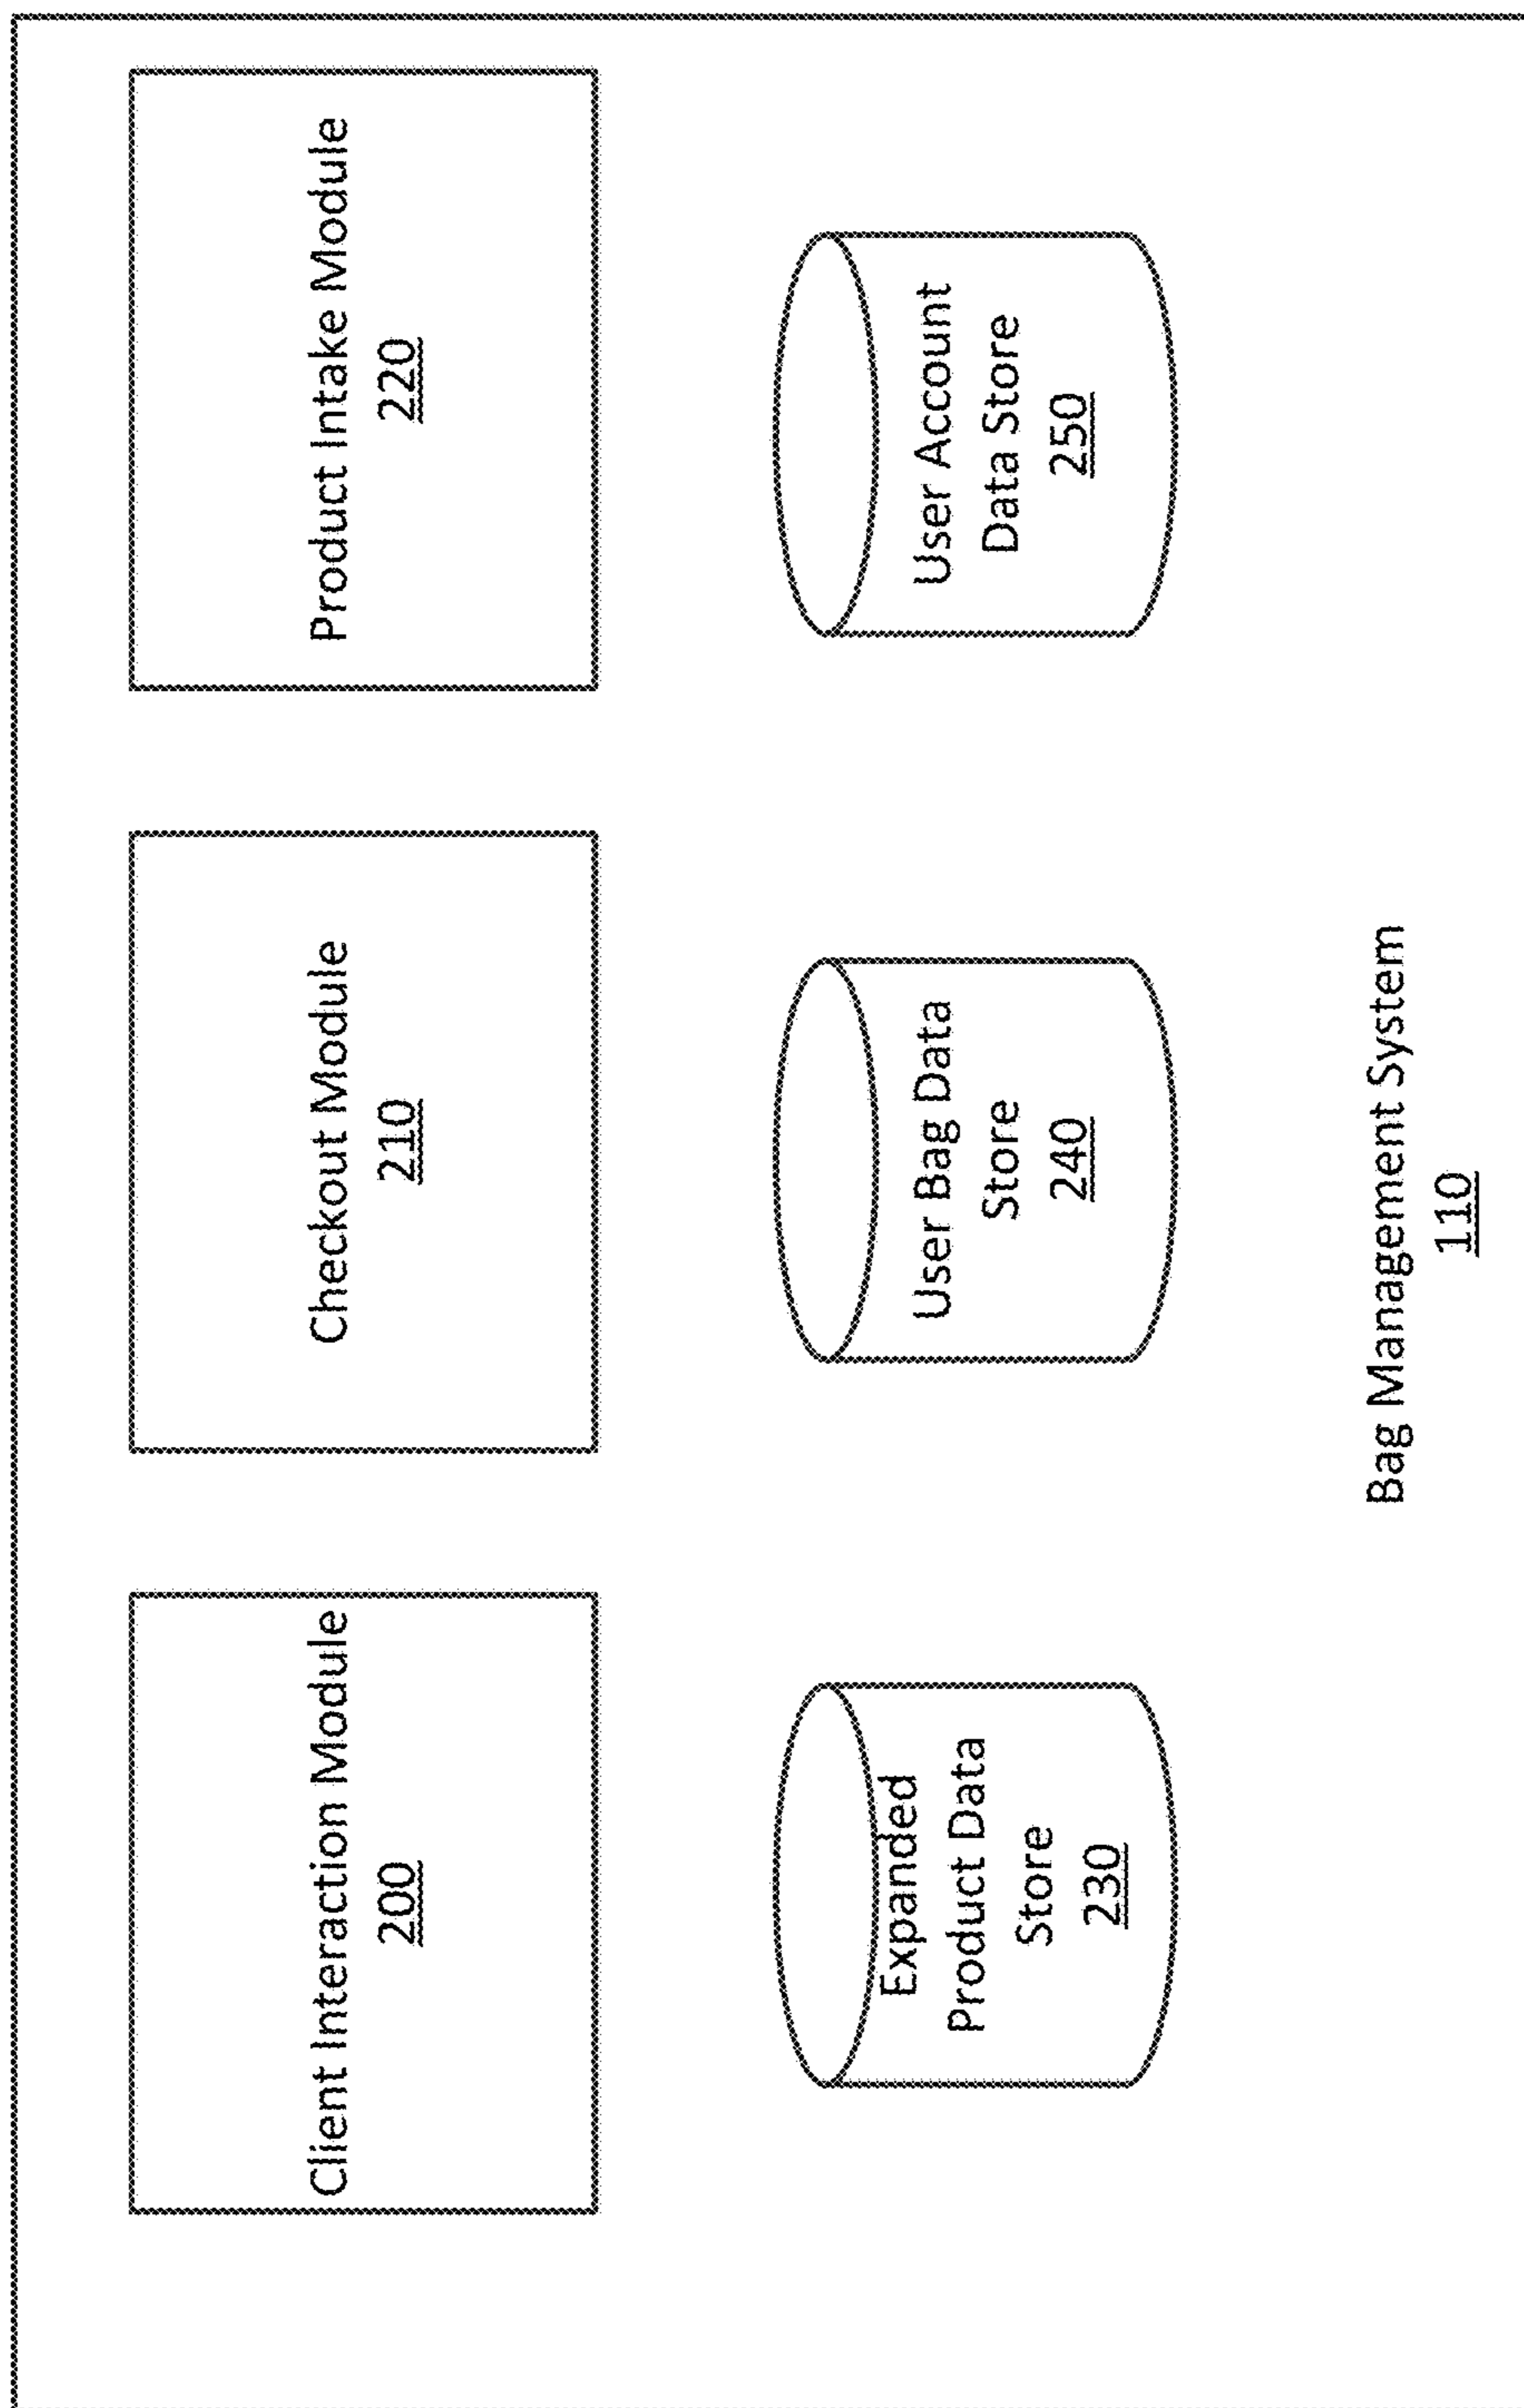 Client Interaction Module
200
Checkout Module
210
Product Intake Module
220
Expanded
Product Data
Store
230
User Bag Data
Store
240
User Account
Data Store
250
Bag Management System
110